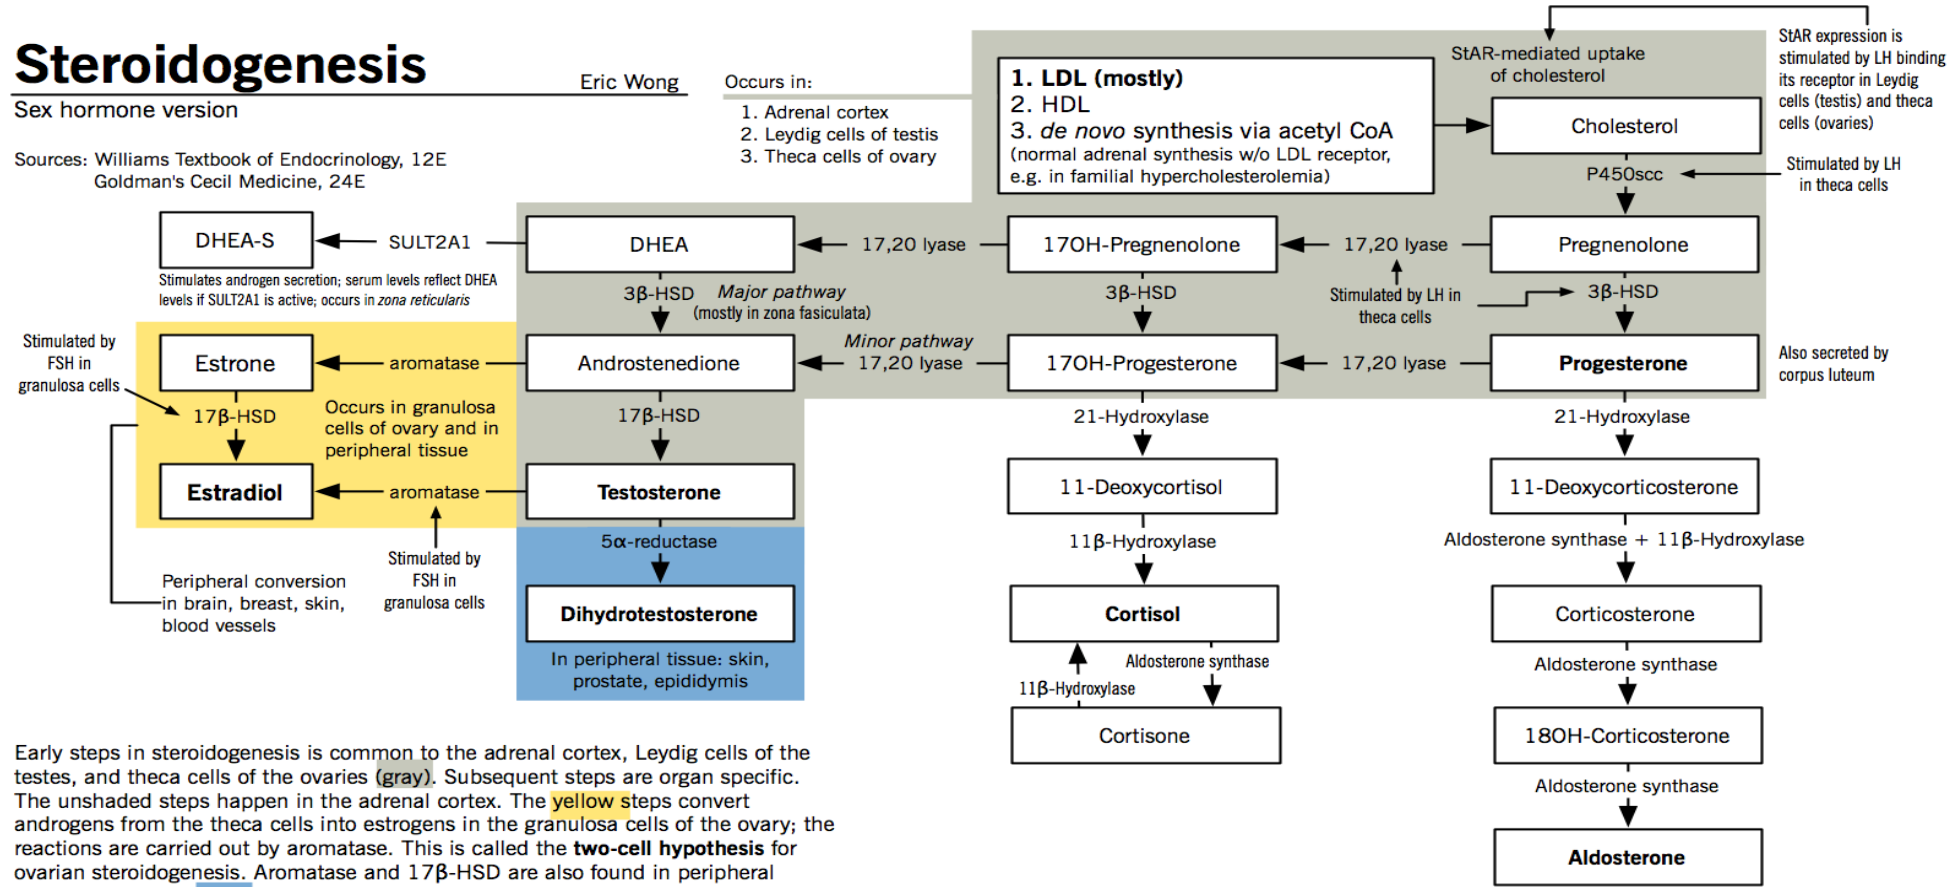 Steroidogenesis
Eric Wong
Sex hormone version
Sources: Williams Textbook of Endocrinology, 12E
Goldman's Cecil Medicine, 24E
Occurs in:
1. Adrenal cortex
2. Leydig cells of testis
3. Theca cells of ovary
1. LDL (mostly)
2. HDL
3. de novo synthesis via acetyl CoA
(normal adrenal synthesis w/o LDL receptor,
e.g. in familial hypercholesterolemia)
StAR-mediated uptake
of cholesterol
StAR expression is
stimulated by LH binding
its receptor in Leydig
cells (testis) and theca
cells (ovaries)
Cholesterol
P450scc
Stimulated by LH
in theca cells
DHEA-S
SULT2A1
DHEA
17,20 lyase
17OH-Pregnenolone
17,20 lyase
Pregnenolone
Stimulates androgen secretion; serum levels reflect DHEA
levels if SULT2A1 is active; occurs in zona reticularis
3β-HSD
Major pathway
(mostly in zona fasiculata)
3β-HSD
Stimulated by LH in
theca cells
3β-HSD
Stimulated by
FSH in
granulosa cells
Estrone
aromatase
Androstenedione
Minor pathway
17,20 lyase
17OH-Progesterone
17,20 lyase
Progesterone
Also secreted by
corpus luteum
17β-HSD
Occurs in granulosa
cells of ovary and in
peripheral tissue
17β-HSD
21-Hydroxylase
21-Hydroxylase
Estradiol
aromatase
Testosterone
11-Deoxycortisol
11-Deoxycorticosterone
Stimulated by
FSH in
granulosa cells
5α-reductase
11β-Hydroxylase
Aldosterone synthase + 11β-Hydroxylase
Peripheral conversion
in brain, breast, skin,
blood vessels
Dihydrotestosterone
Cortisol
Corticosterone
In peripheral tissue: skin,
prostate, epididymis
Aldosterone synthase
11β-Hydroxylase
Aldosterone synthase
Cortisone
18OH-Corticosterone
Aldosterone synthase
Aldosterone
Early steps in steroidogenesis is common to the adrenal cortex, Leydig cells of the
testes, and theca cells of the ovaries (gray). Subsequent steps are organ specific.
The unshaded steps happen in the adrenal cortex. The yellow steps convert
androgens from the theca cells into estrogens in the granulosa cells of the ovary; the
reactions are carried out by aromatase. This is called the two-cell hypothesis for
ovarian steroidogenesis. Aromatase and 17β-HSD are also found in peripheral